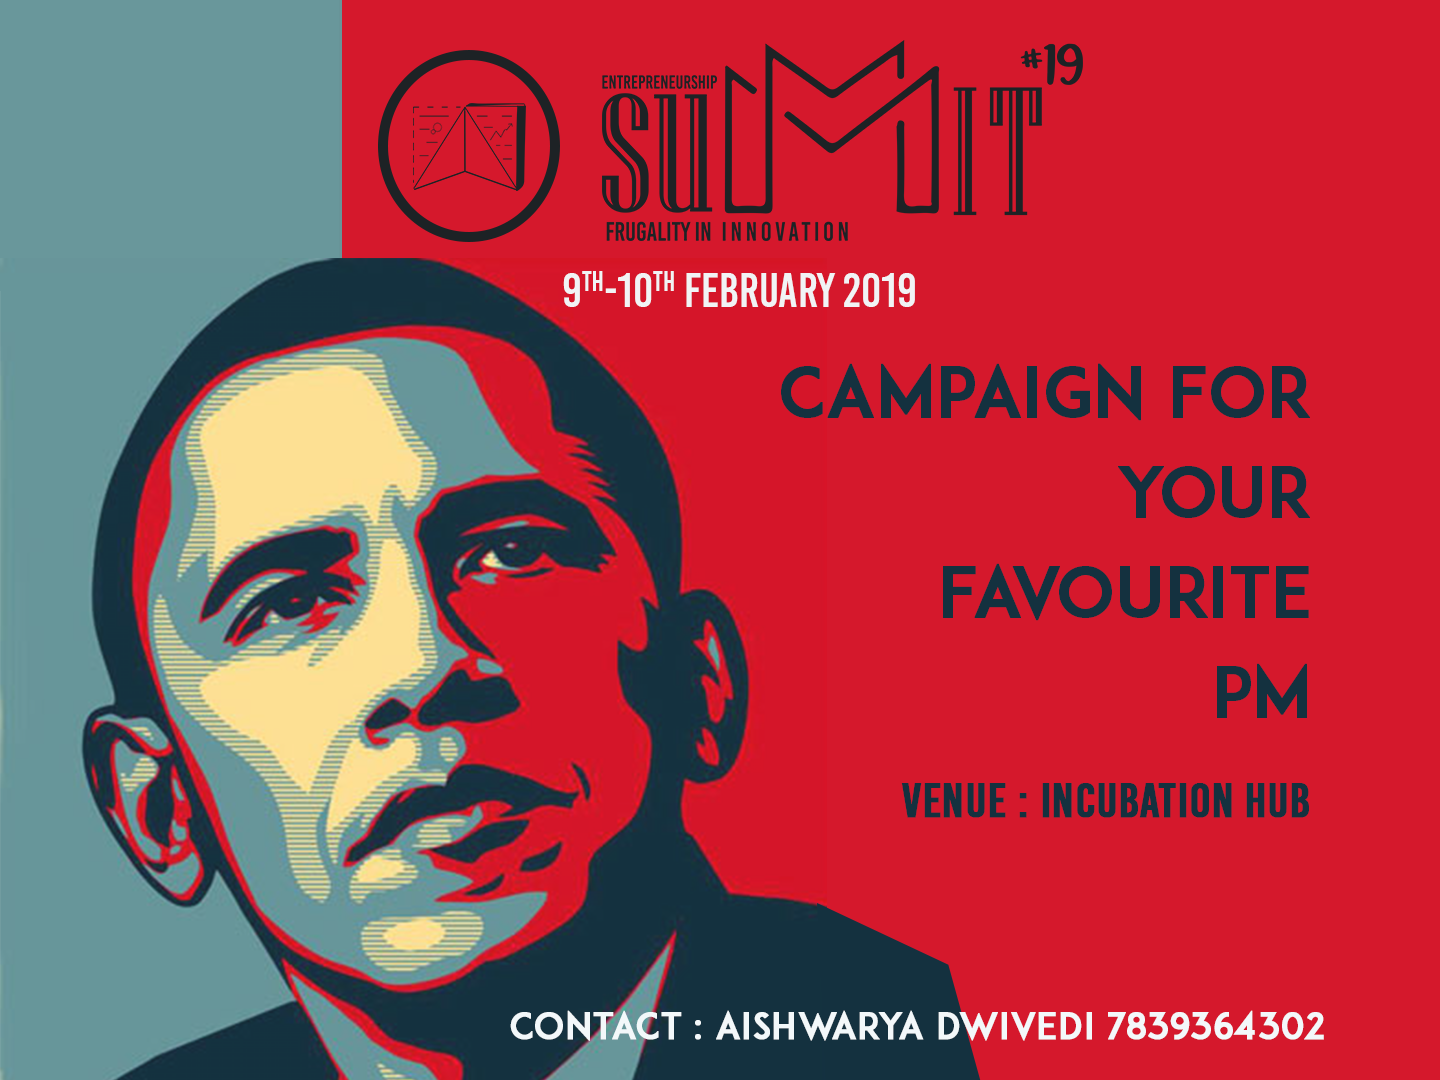 #19
ENTREPRENEURSHIP
SUMMIT
FRUGALITY IN INNOVATION
9TH-10TH FEBRUARY 2019
CAMPAIGN FOR
YOUR
FAVOURITE
PM
VENUE : INCUBATION HUB
CONTACT : AISHWARYA DWIVEDI 7839364302